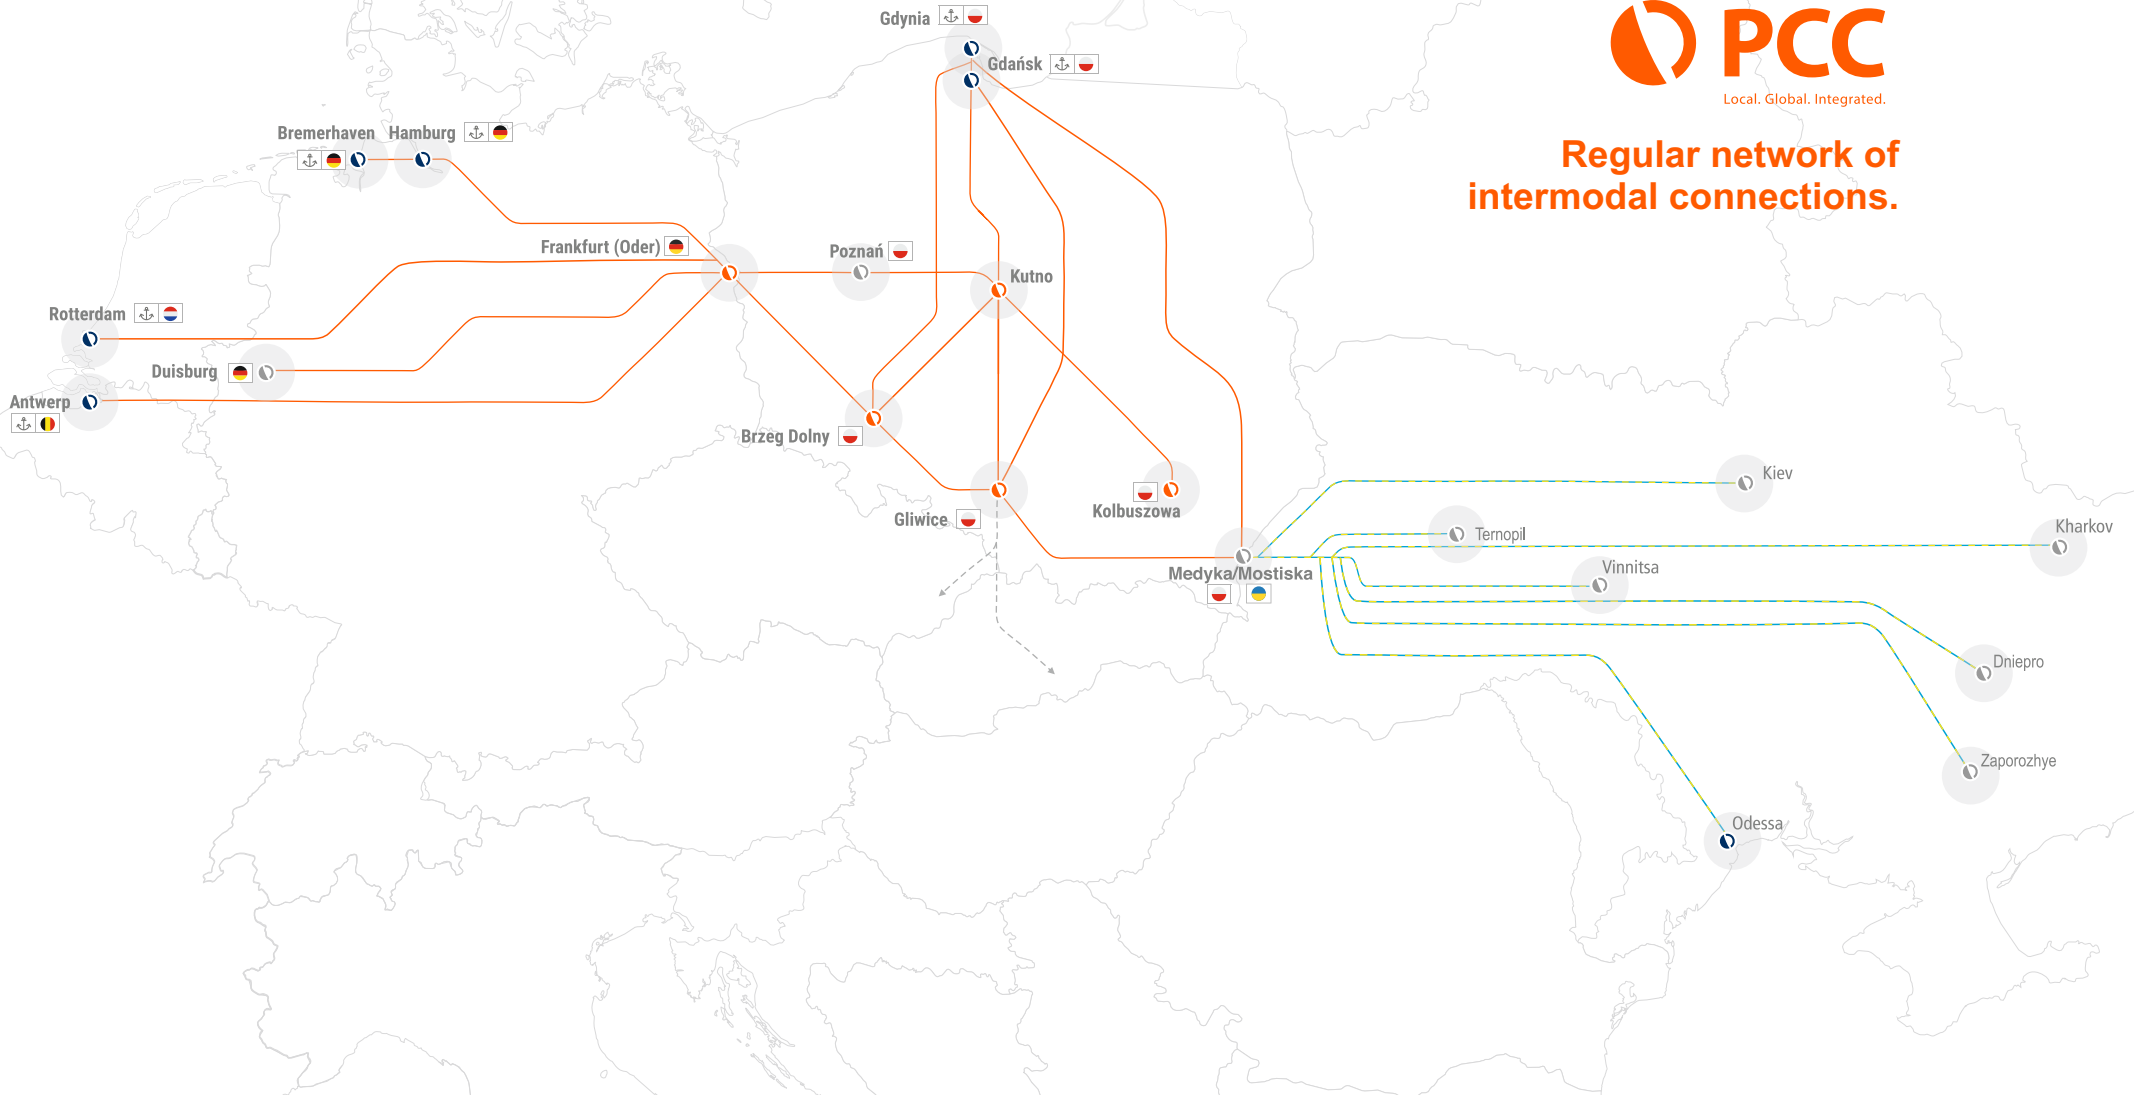 PCC
Local. Global. Integrated.
Regular network of
intermodal connections.
Gdynia
Gdańsk
Bremerhaven
Hamburg
Frankfurt (Oder)
Poznań
Kutno
Rotterdam
Duisburg
Antwerp
Brzeg Dolny
Gliwice
Kolbuszowa
Medyka/Mostiska
Kiev
Ternopil
Kharkov
Vinnitsa
Dniepro
Zaporozhye
Odessa